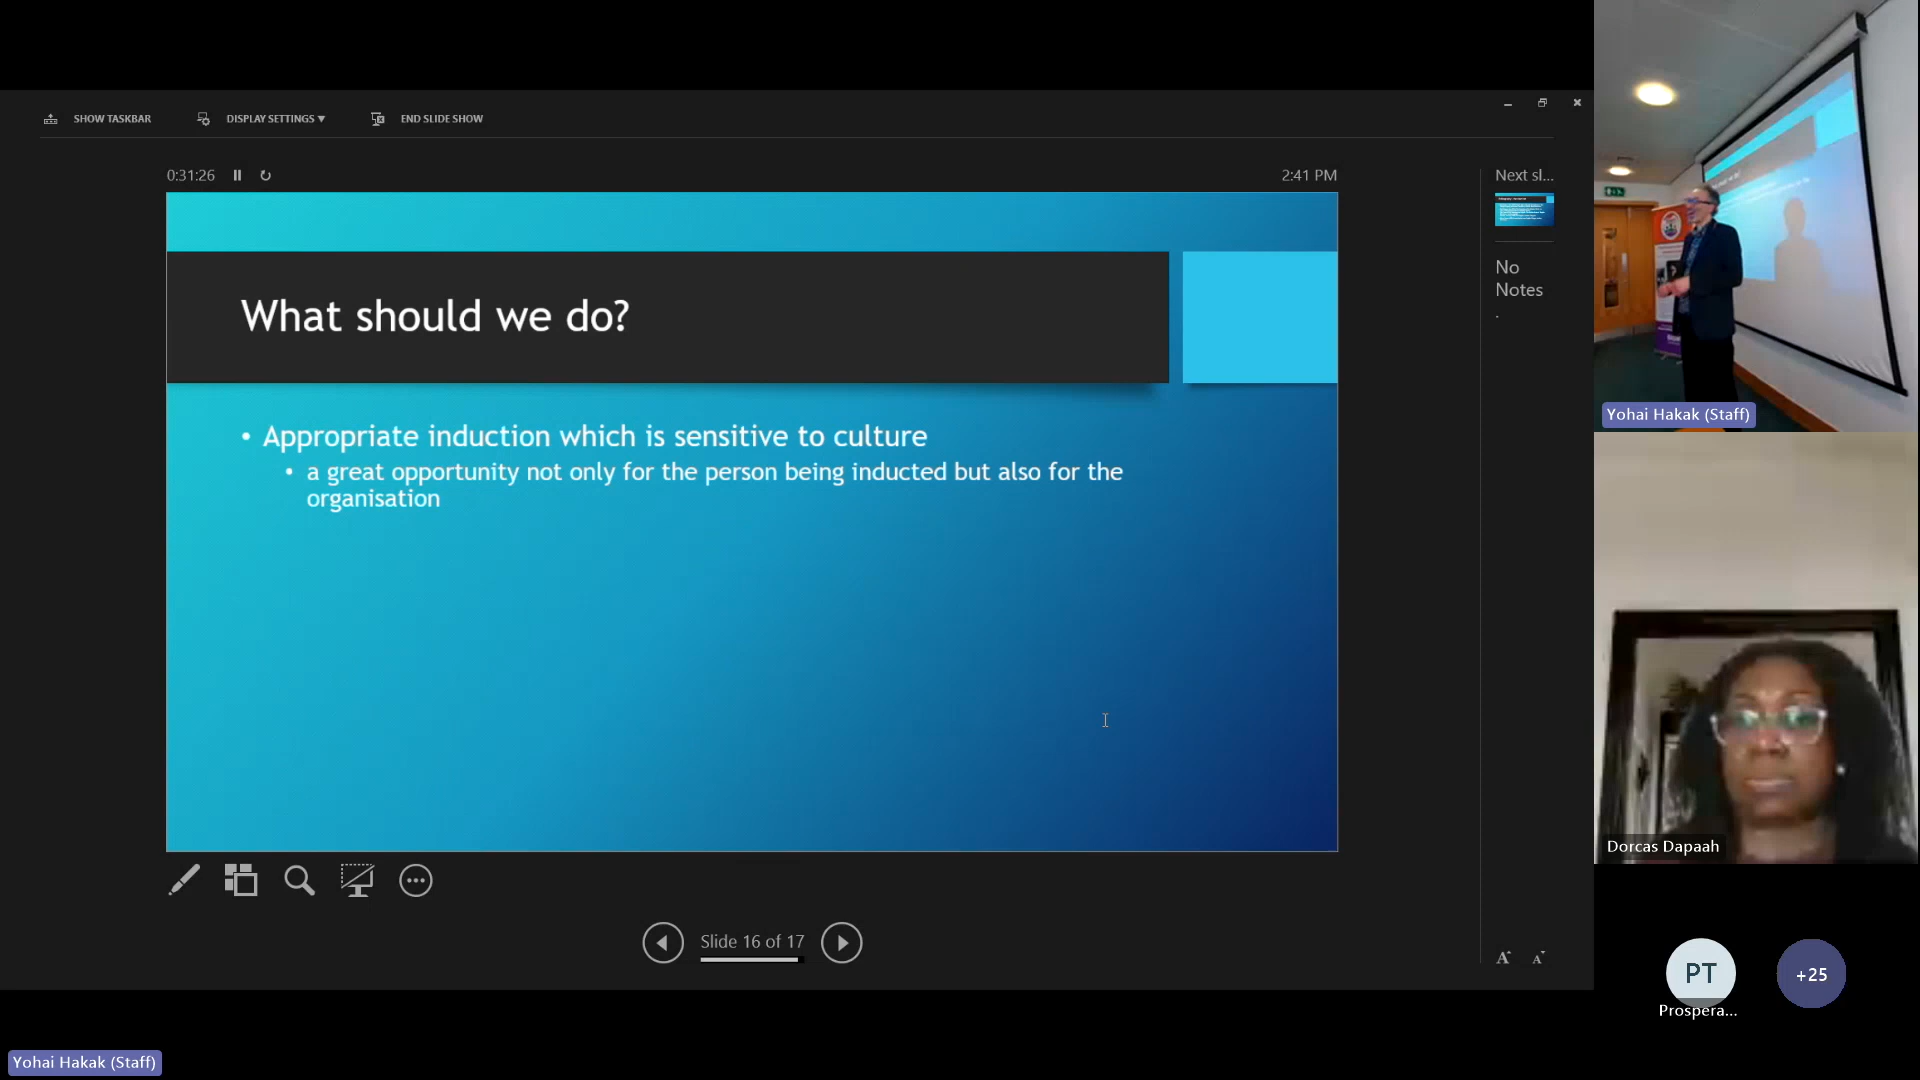 SHOW TASKBAR
DISPLAY SETTINGS ▼
END SLIDE SHOW
0:31:26
2:41 PM
Next sl...
What should we do?
• Appropriate induction which is sensitive to culture
• a great opportunity not only for the person being inducted but also for the
organisation
No
Notes
.
Slide 16 of 17
A A
Yohai Hakak (Staff)
Dorcas Dapaah
PT
+25
Prospera...
Yohai Hakak (Staff)